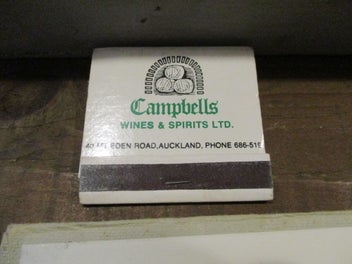 Campbells
WINES & SPIRITS LTD.
40 MT. EDEN ROAD, AUCKLAND, PHONE 686-515